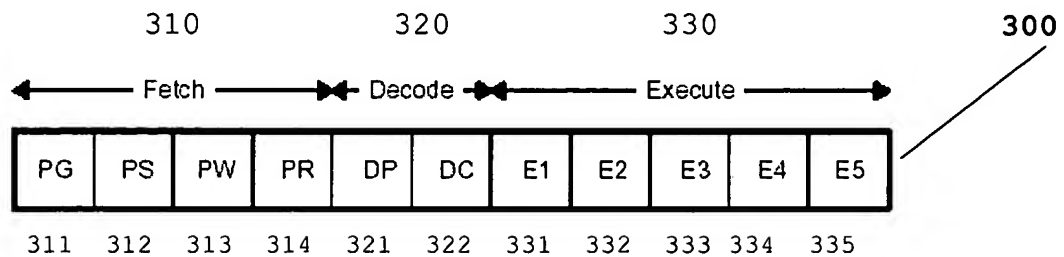 310 320 330 300
Fetch Decode Execute
PG PS PW PR DP DC E1 E2 E3 E4 E5
311 312 313 314 321 322 331 332 333 334 335